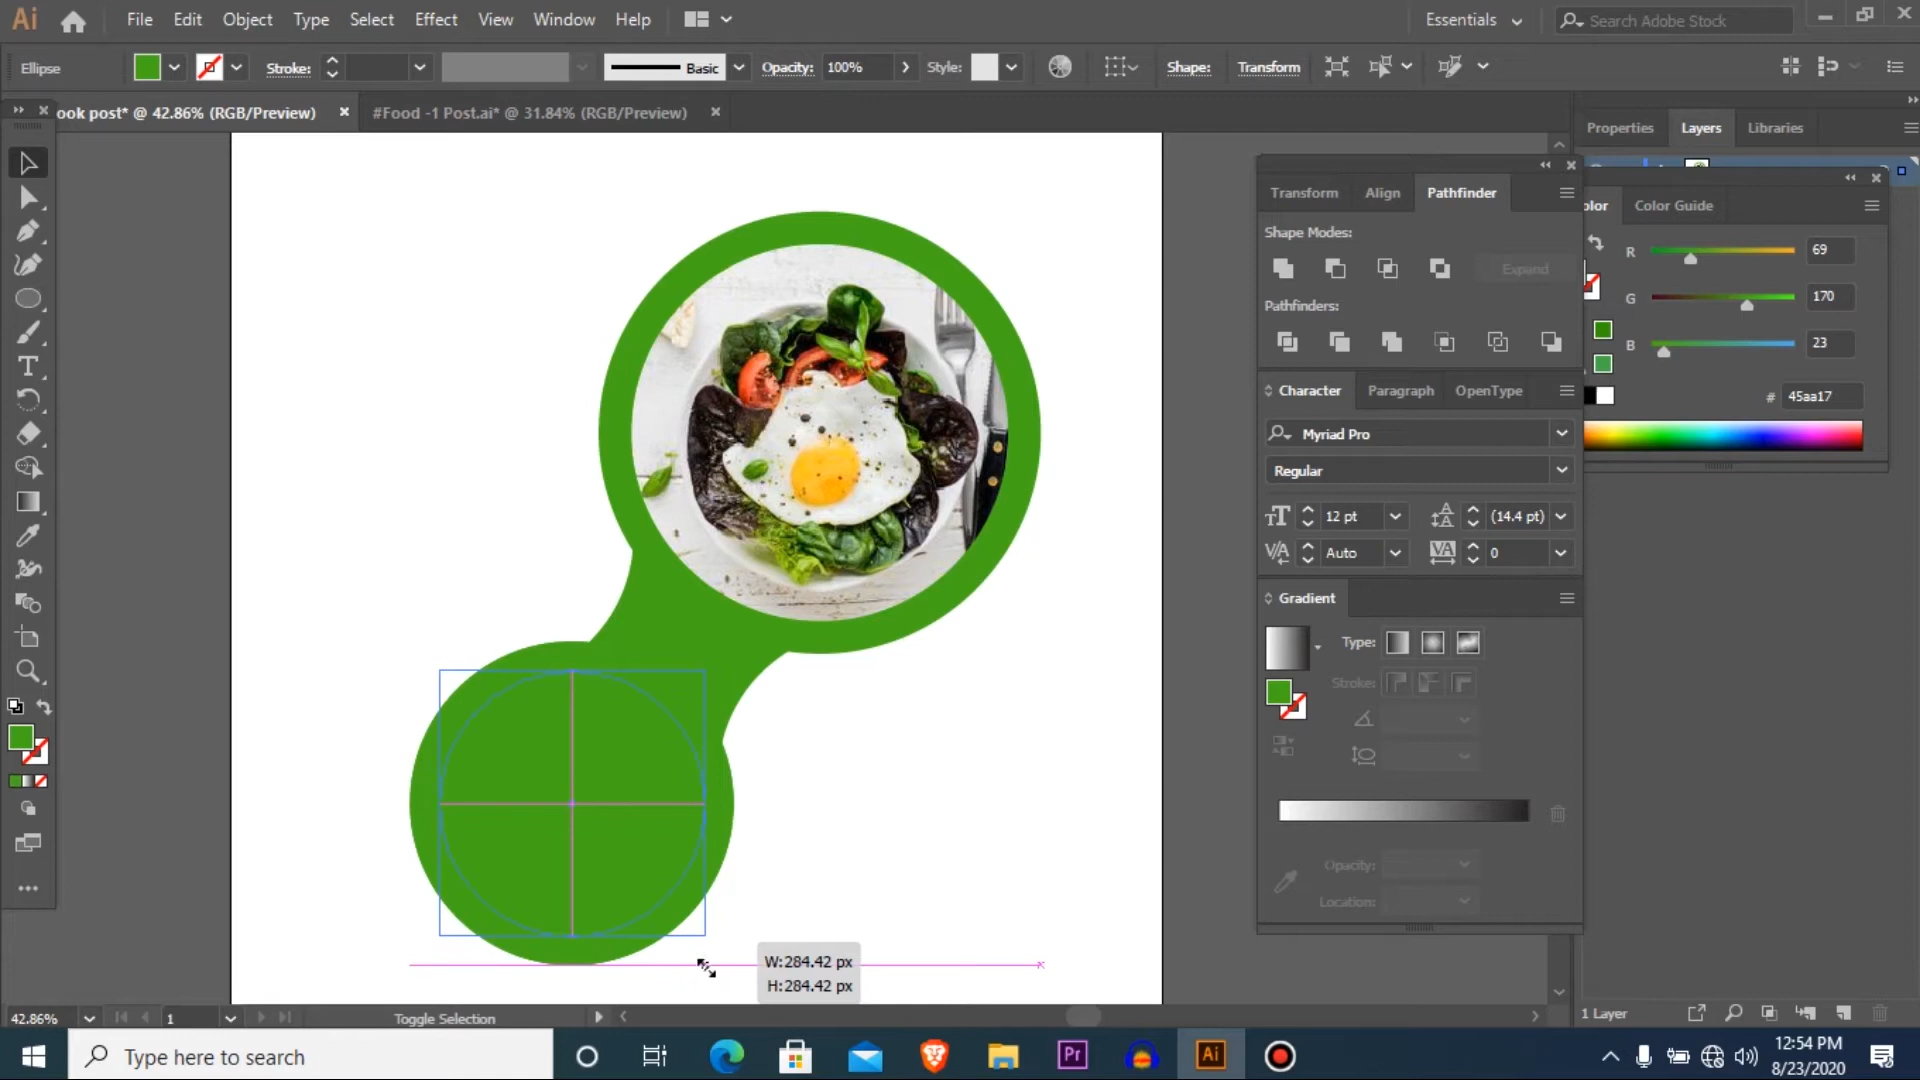 Ai File Edit Object Type Select Effect View Window Help Essentials Search Adobe Stock
Ellipse Stroke: Basic Opacity: 100% Style: Shape: Transform
ook post* @ 42.86% (RGB/Preview) #Food -1 Post.ai* @ 31.84% (RGB/Preview)
Properties Layers Libraries
Transform Align Pathfinder
olor Color Guide
Shape Modes:
Expand
Pathfinders:
R 69
G 170
B 23
# 45aa17
Character Paragraph OpenType
Myriad Pro
Regular
12 pt (14.4 pt)
Auto 0
Gradient
Type:
Stroke:
Opacity:
Location:
W:284.42 px
H:284.42 px
42.86% 1 Toggle Selection
1 Layer
Type here to search
Pr Ai
12:54 PM
8/23/2020